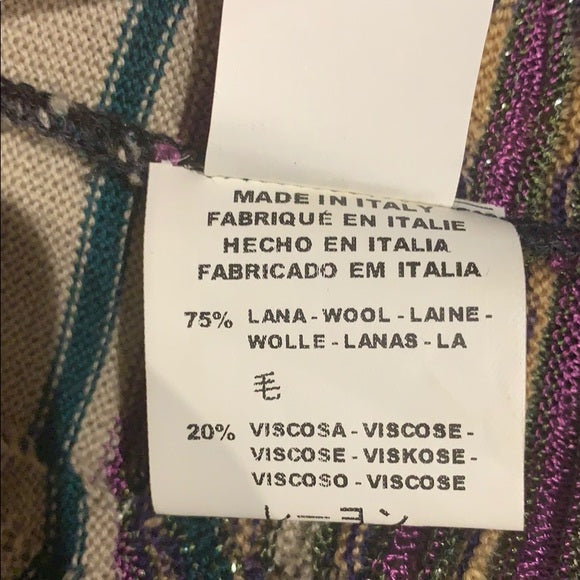 MADE IN ITALY
FABRIQUÉ EN ITALIE
HECHO EN ITALIA
FABRICADO EM ITALIA
75% LANA - WOOL - LAINE -
WOLLE - LANAS - LA
毛
20% VISCOSA - VISCOSE -
VISCOSE - VISKOSE -
VISCOSO - VISCOSE